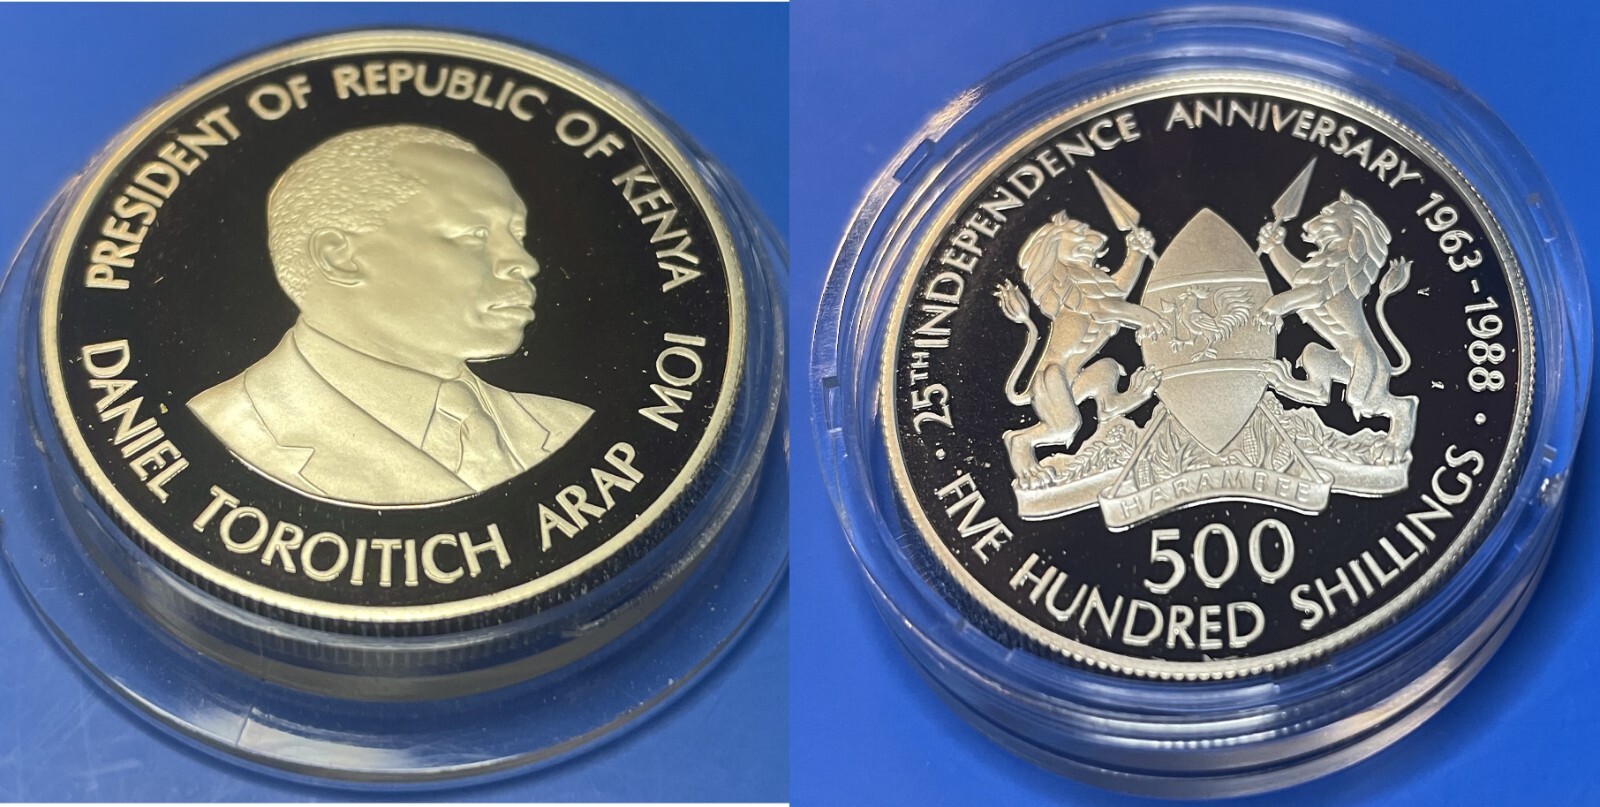 PRESIDENT OF REPUBLIC OF KENYA
DANIEL TOROITICH ARAP MOI
25TH INDEPENDENCE ANNIVERSARY 1963-1988
HARAMBEE
500
• FIVE HUNDRED SHILLINGS •